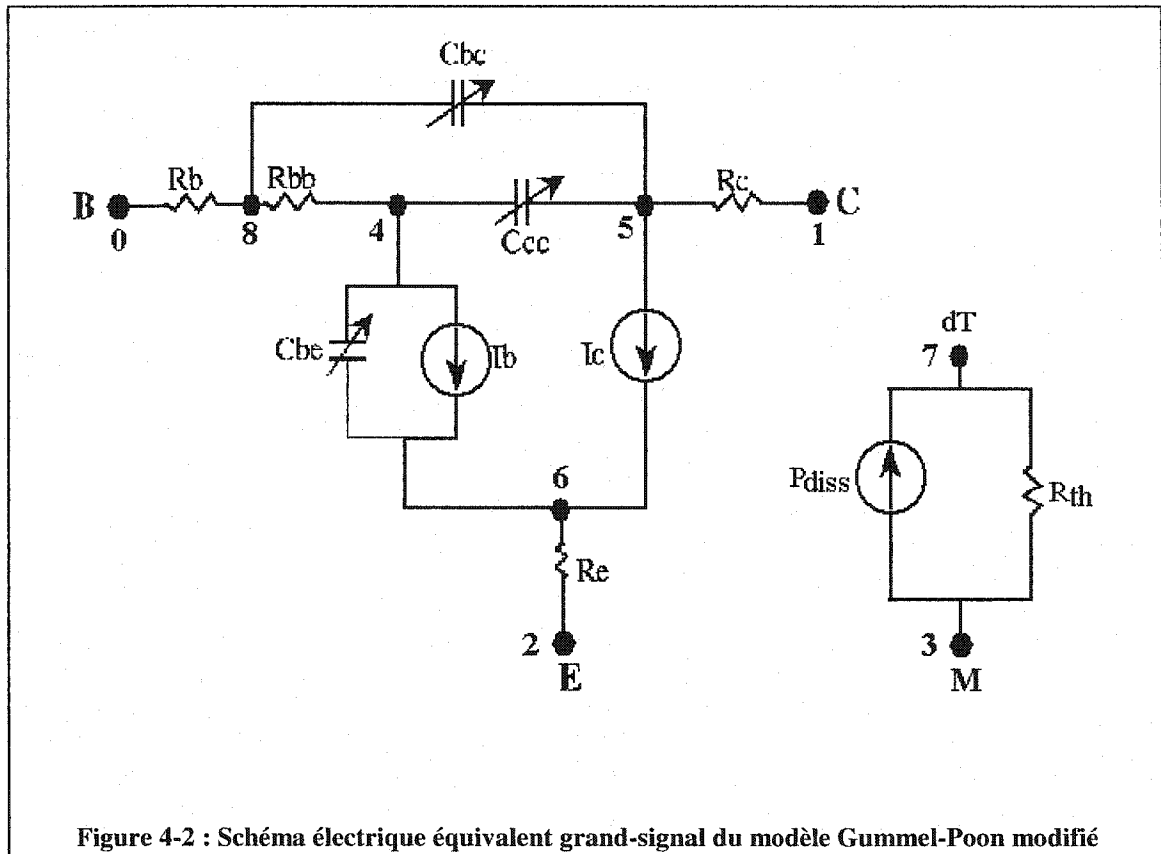 Cbc
Rb
Rbb
Rc
B
C
0
8
4
5
1
Ccc
Cbe
Ib
Ic
dT
7
6
Pdiss
Rth
Re
2
3
E
M
Figure 4-2 : Schéma électrique équivalent grand-signal du modèle Gummel-Poon modifié